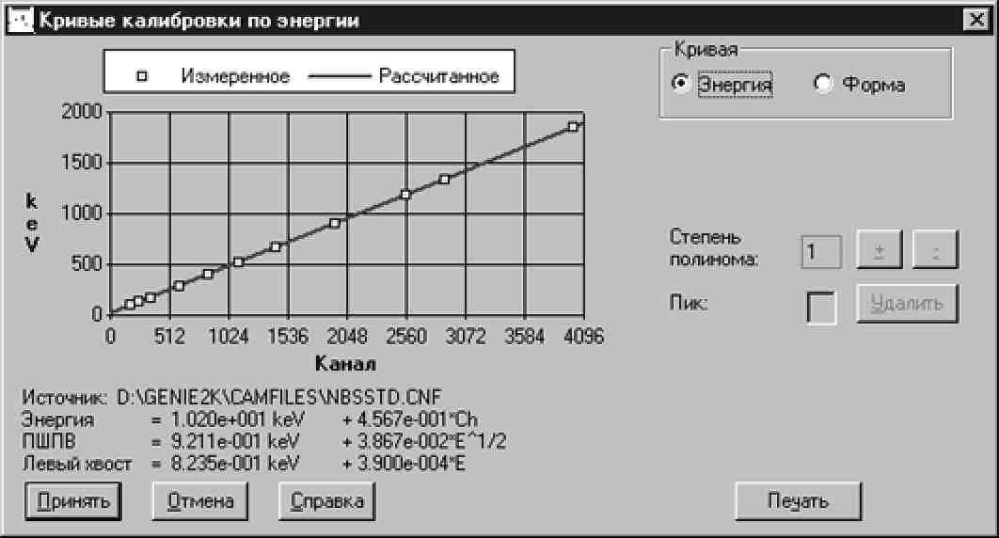 Кривые калибровки по энергии
Измеренное Рассчитанное
Кривая
Энергия Форма
2000
1500
1000
500
0
keV
0 512 1024 1536 2048 2560 3072 3584 4096
Канал
Степень
полинома: 1 + -
Пик: Удалить
Источник: D:\GENIE2K\CAMFILES\NBSSTD.CNF
Энергия = 1.020e+001 keV + 4.567e-001*Ch
ПШПВ = 9.211e-001 keV + 3.867e-002*E^1/2
Левый хвост = 8.235e-001 keV + 3.900e-004*E
Принять Отмена Справка Печать